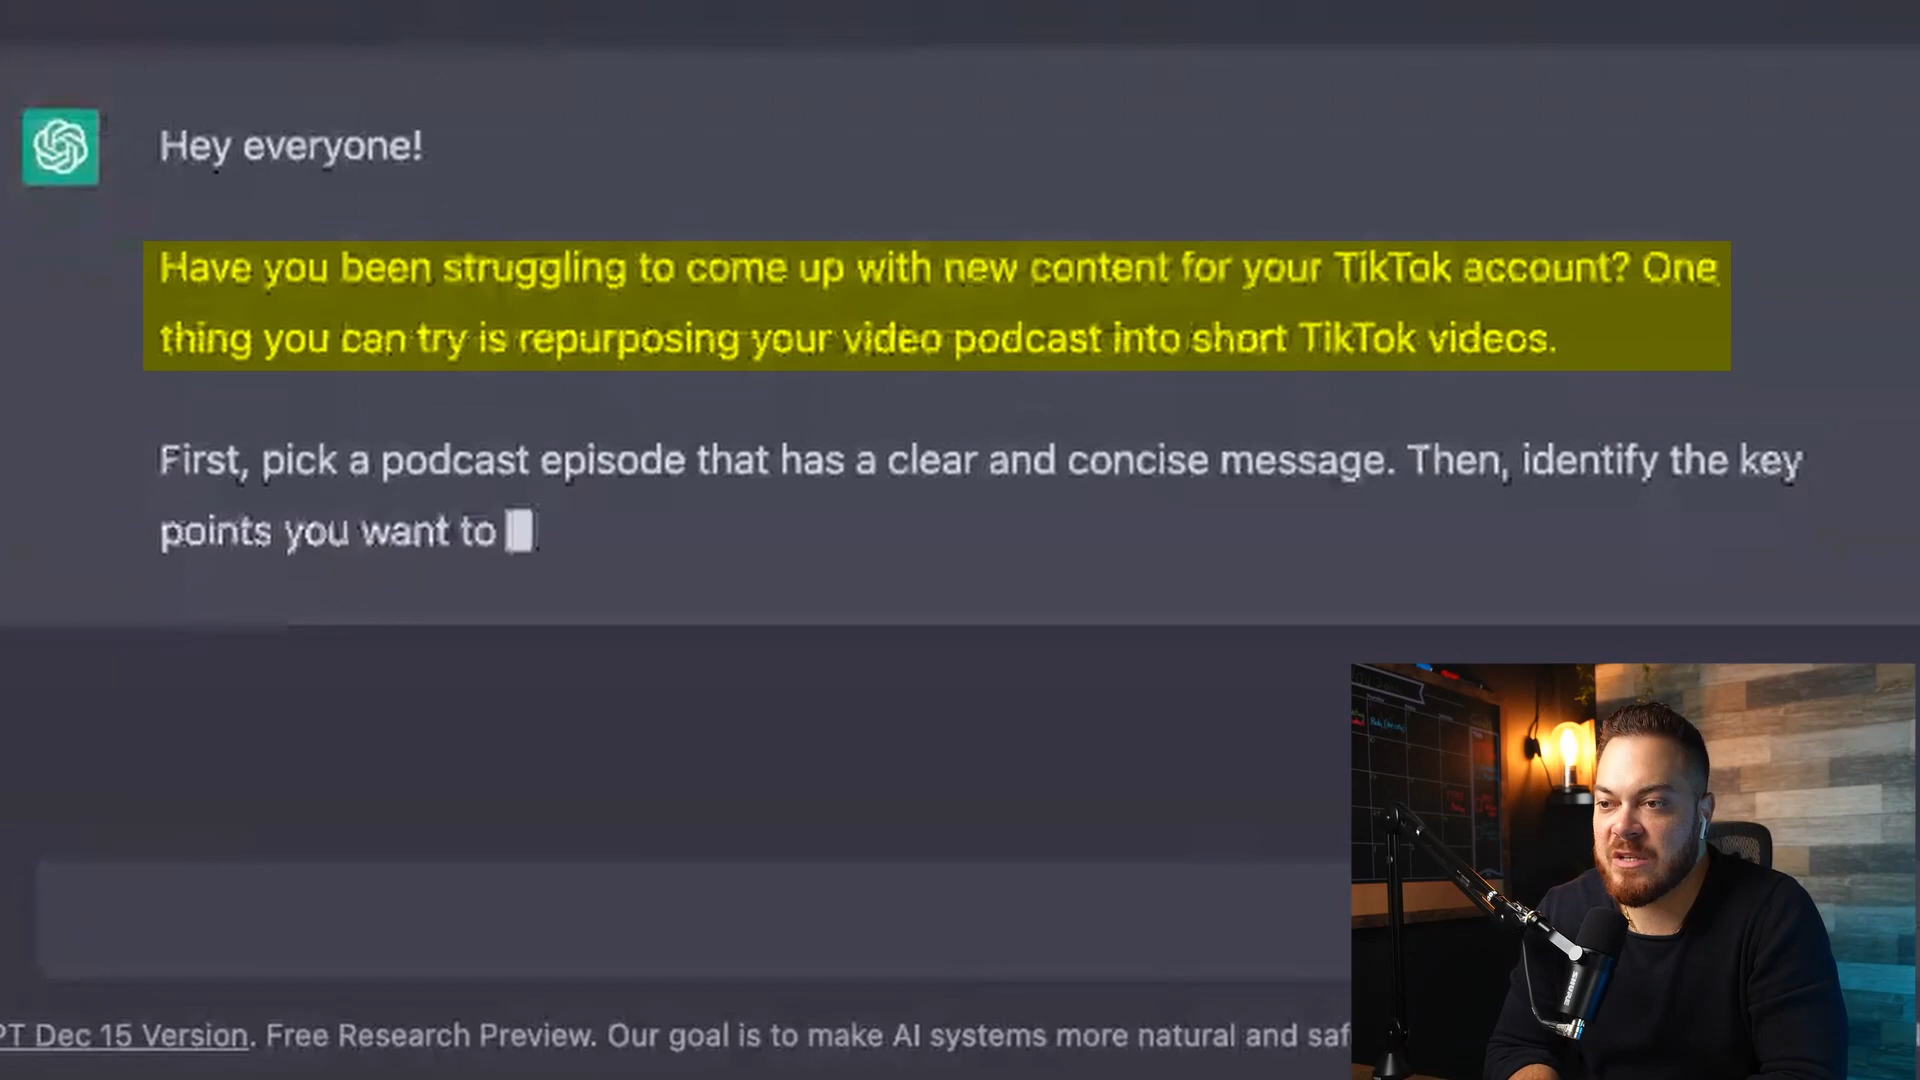 Hey everyone!
Have you been struggling to come up with new content for your TikTok account? One
thing you can try is repurposing your video podcast into short TikTok videos.
First, pick a podcast episode that has a clear and concise message. Then, identify the key
points you want to
PT Dec 15 Version. Free Research Preview. Our goal is to make AI systems more natural and saf
SHURE